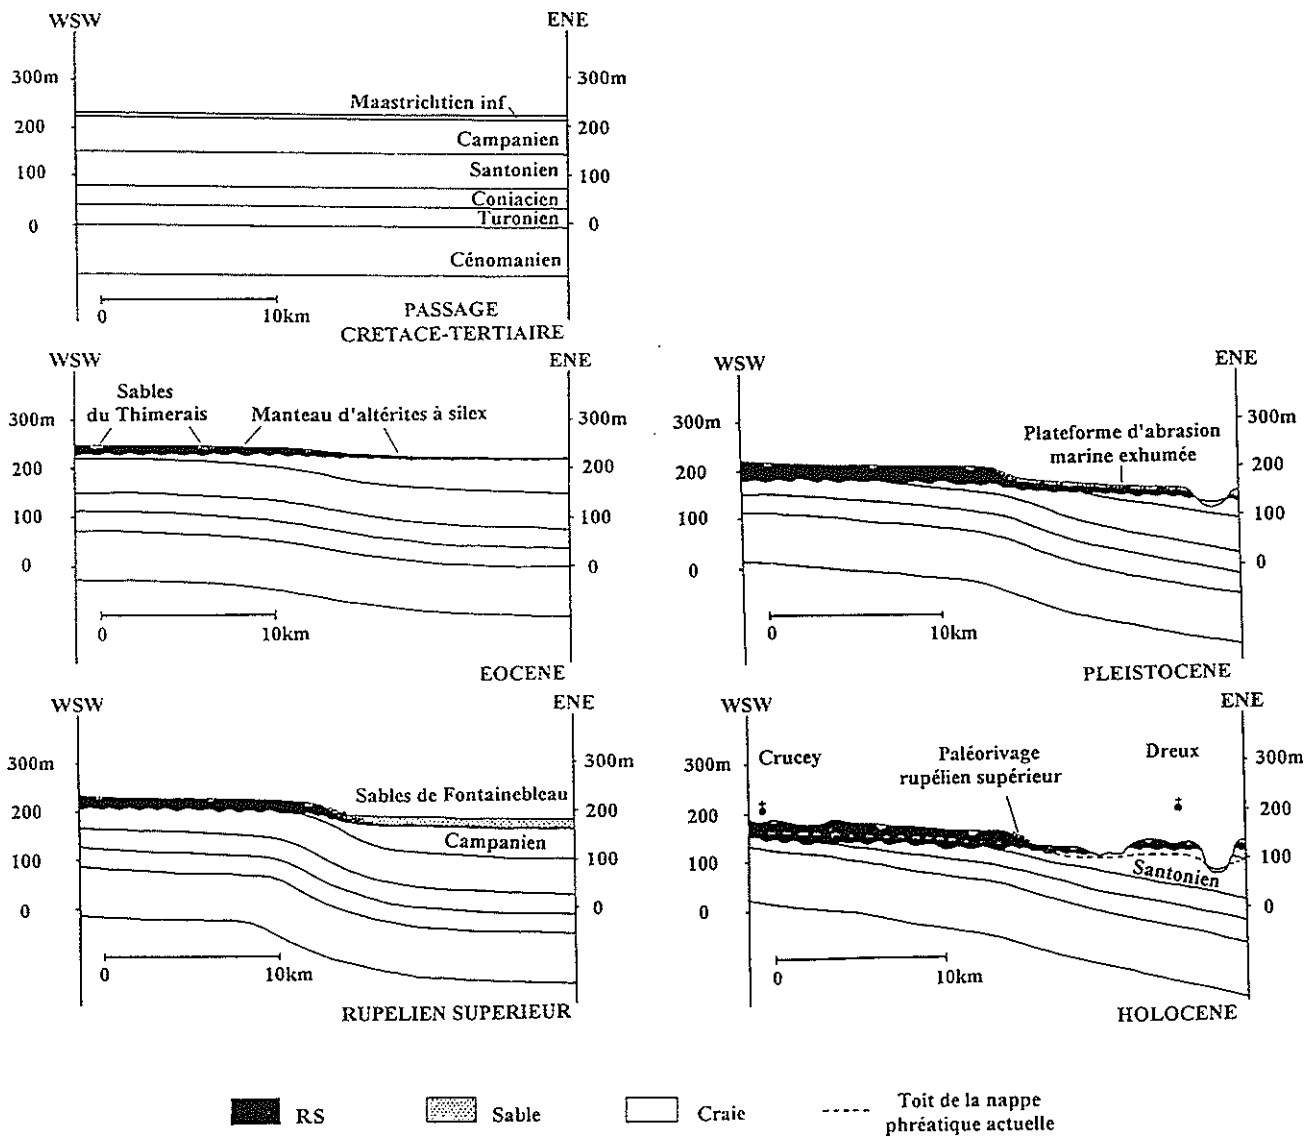 WSW
ENE
300m
200
100
0
300m
200
100
0
Maastrichtien inf
Campanien
Santonien
Coniacien
Turonien
Cénomanien
0
10km
PASSAGE
CRETACE-TERTIAIRE
WSW
ENE
300m
200
100
0
300m
200
100
0
Sables
du Thimerais
Manteau d'altérites à silex
0
10km
EOCENE
WSW
ENE
300m
200
100
0
300m
200
100
0
Sables de Fontainebleau
Campanien
0
10km
RUPELIEN SUPERIEUR
WSW
ENE
300m
200
100
0
300m
200
100
0
Plateforme d'abrasion
marine exhumée
0
10km
PLEISTOCENE
WSW
ENE
300m
200
100
0
300m
200
100
0
Crucey
Paléorivage
rupélien supérieur
Dreux
Santonien
0
10km
HOLOCENE
RS
Sable
Craie
Toit de la nappe
phréatique actuelle